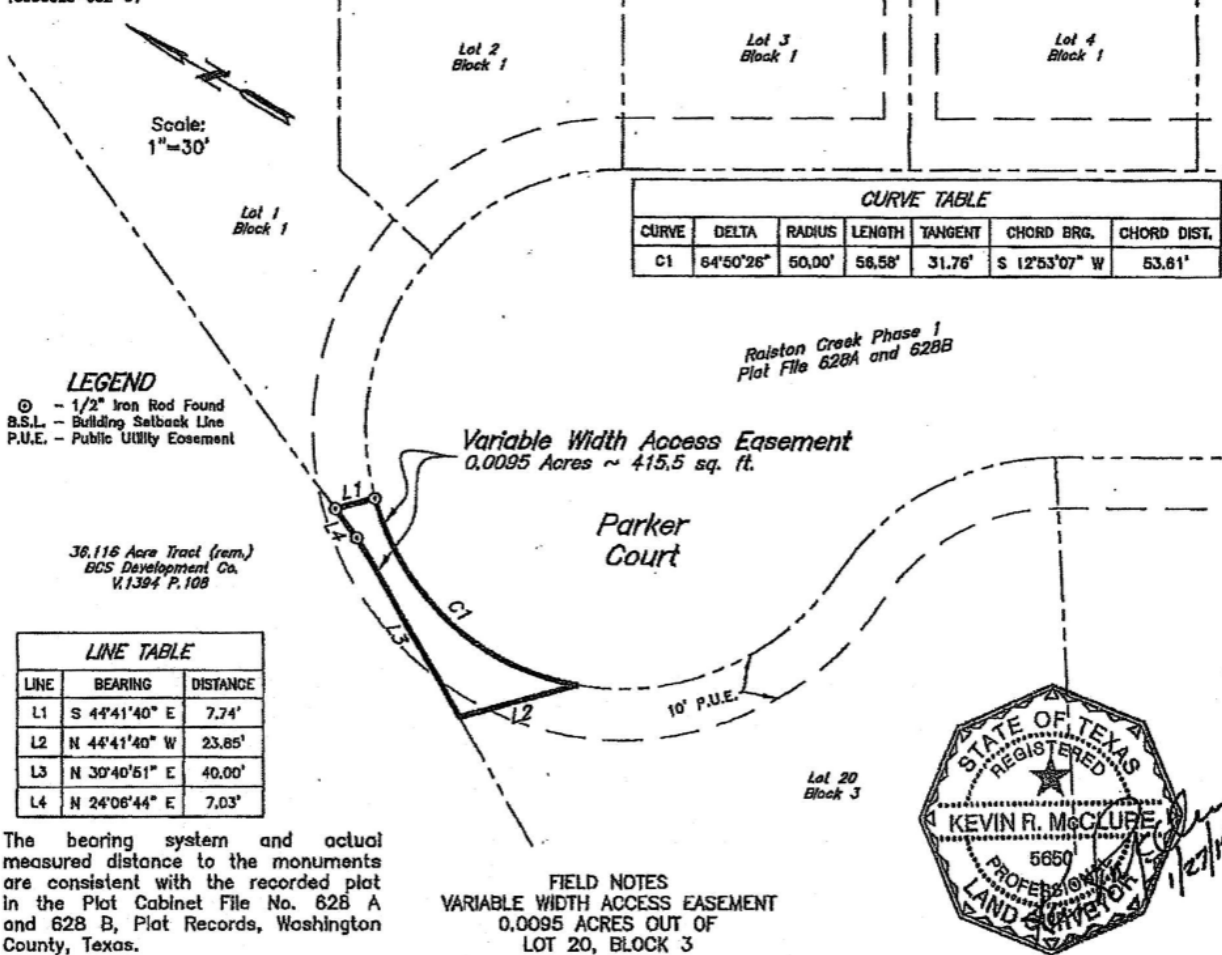 Lot 2
Block 1
Lot 3
Block 1
Lot 4
Block 1
Scale:
1"=30'
Lot 1
Block 1
CURVE TABLE
CURVE DELTA RADIUS LENGTH TANGENT CHORD BRG. CHORD DIST.
C1 64°50'26" 50.00' 56.58' 31.76' S 12°53'07" W 53.61'
Ralston Creek Phase 1
Plat File 628A and 628B
LEGEND
- 1/2" Iron Rod Found
B.S.L. - Building Setback Line
P.U.E. - Public Utility Easement
Variable Width Access Easement
0.0095 Acres ~ 415.5 sq. ft.
L1
L4
Parker
Court
36.116 Acre Tract (rem.)
BCS Development Co.
V.1394 P.108
C1
L3
L2
10' P.U.E.
LINE TABLE
LINE BEARING DISTANCE
L1 S 44°41'40" E 7.74'
L2 N 44°41'40" W 23.85'
L3 N 30°40'51" E 40.00'
L4 N 24°06'44" E 7.03'
Lot 20
Block 3
STATE OF TEXAS
REGISTERED
KEVIN R. McCLURE
5650
PROFESSIONAL
LAND SURVEYOR
The bearing system and actual
measured distance to the monuments
are consistent with the recorded plat
in the Plat Cabinet File No. 628 A
and 628 B, Plat Records, Washington
County, Texas.
FIELD NOTES
VARIABLE WIDTH ACCESS EASEMENT
0.0095 ACRES OUT OF
LOT 20, BLOCK 3